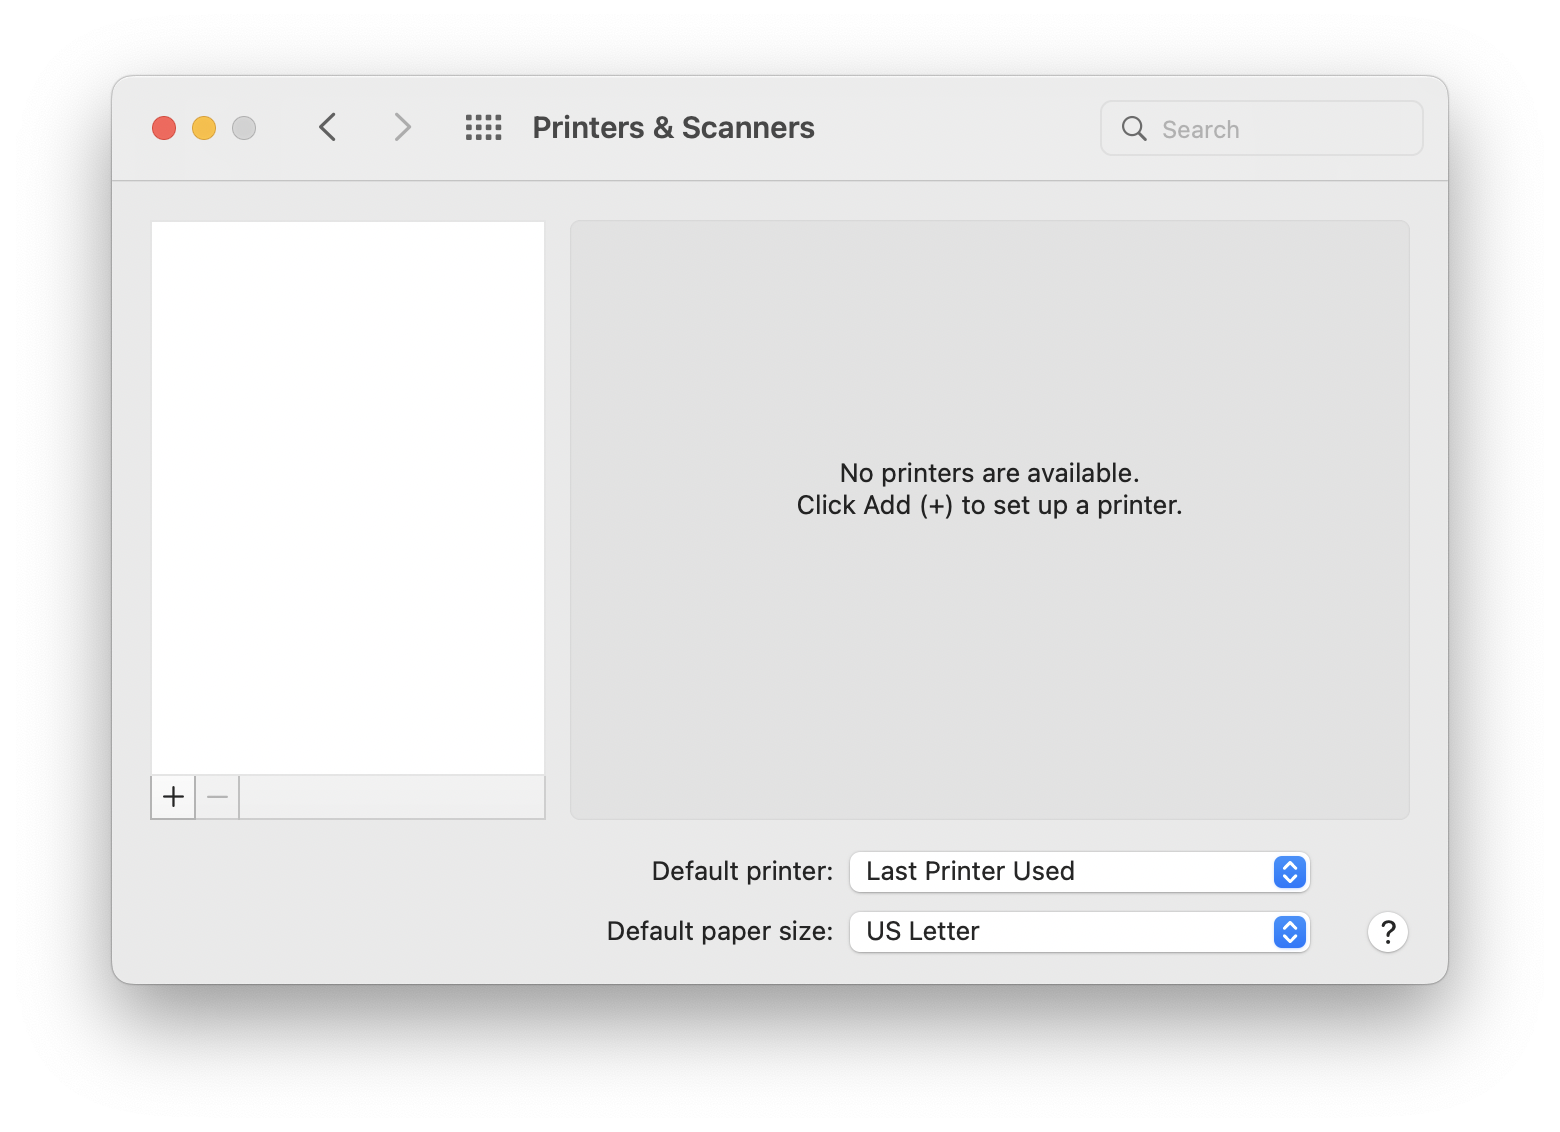 Printers & Scanners
Search
No printers are available.
Click Add (+) to set up a printer.
Default printer: Last Printer Used
Default paper size: US Letter
?